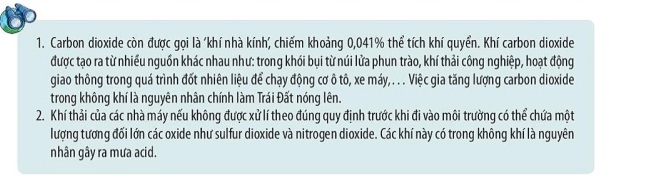 1. Carbon dioxide còn được gọi là ‘khí nhà kính’, chiếm khoảng 0,041% thể tích khí quyển. Khí carbon dioxide
được tạo ra từ nhiều nguồn khác nhau như: trong khói bụi từ núi lửa phun trào, khí thải công nghiệp, hoạt động
giao thông trong quá trình đốt nhiên liệu để chạy động cơ ô tô, xe máy,… Việc gia tăng lượng carbon dioxide
trong không khí là nguyên nhân chính làm Trái Đất nóng lên.
2. Khí thải của các nhà máy nếu không được xử lí theo đúng quy định trước khi đi vào môi trường có thể chứa một
lượng tương đối lớn các oxide như sulfur dioxide và nitrogen dioxide. Các khí này có trong không khí là nguyên
nhân gây ra mưa acid.